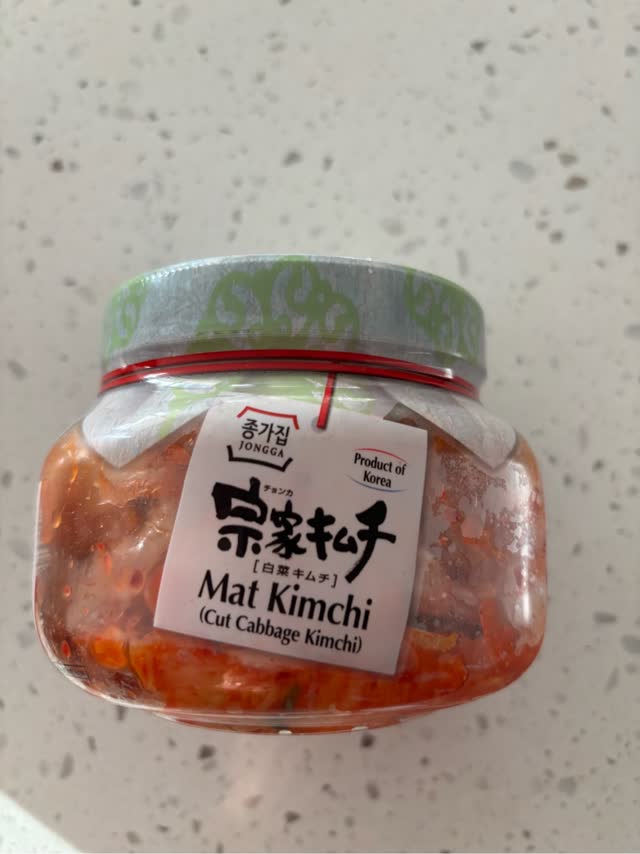 종가집
JONGGA
Product of
Korea
チョンカ
宗家キムチ
[白菜キムチ]
Mat Kimchi
(Cut Cabbage Kimchi)